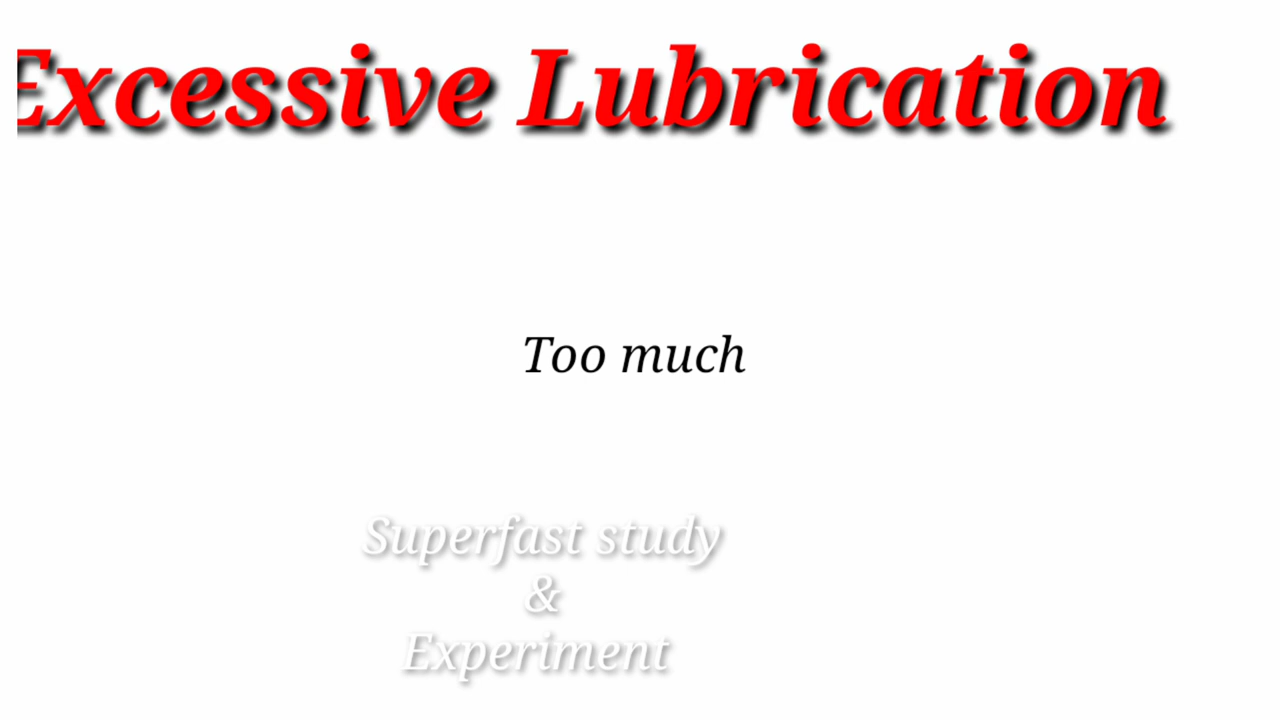 Excessive Lubrication
Too much
Superfast study
&
Experiment